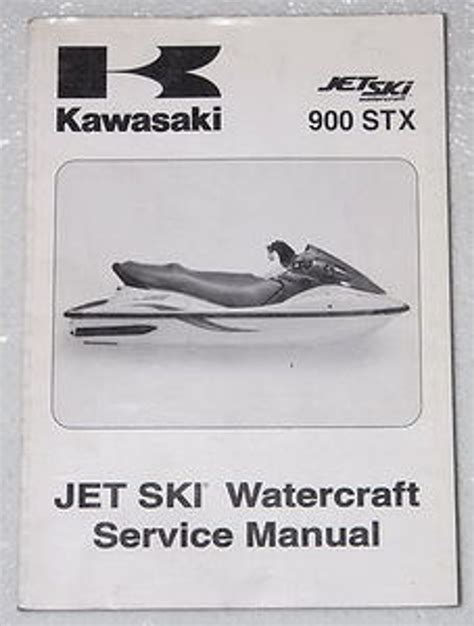 JET SKI
watercraft
Kawasaki
900 STX
JET SKI® Watercraft
Service Manual